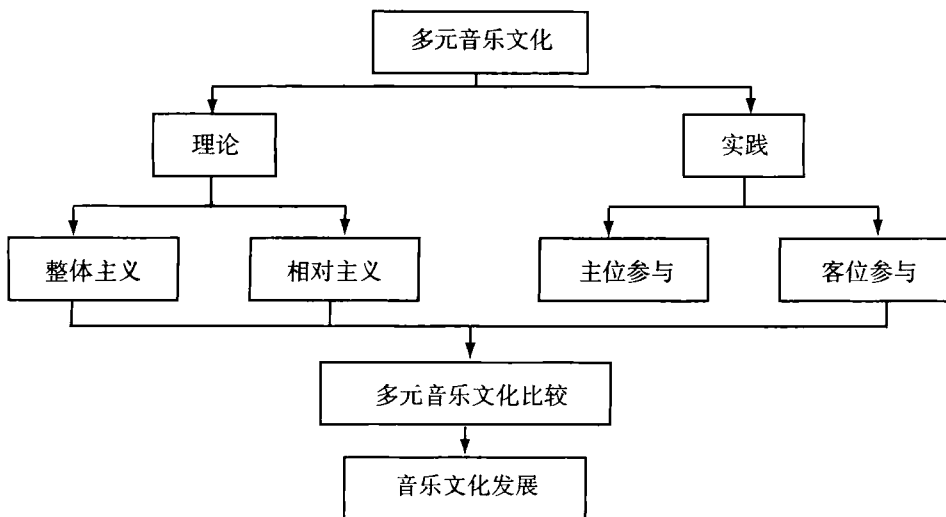 多元音乐文化
理论
实践
整体主义
相对主义
主位参与
客位参与
多元音乐文化比较
音乐文化发展